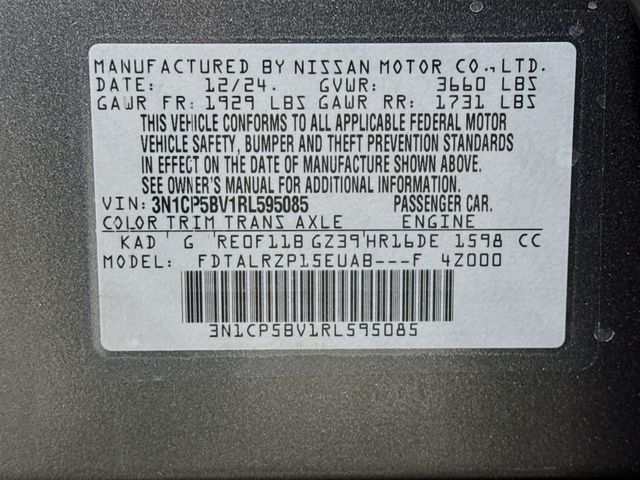 MANUFACTURED BY NISSAN MOTOR CO.,LTD.
DATE: 12/24. GVWR: 3660 LBS
GAWR FR: 1929 LBS GAWR RR: 1731 LBS
THIS VEHICLE CONFORMS TO ALL APPLICABLE FEDERAL MOTOR
VEHICLE SAFETY, BUMPER AND THEFT PREVENTION STANDARDS
IN EFFECT ON THE DATE OF MANUFACTURE SHOWN ABOVE.
SEE OWNER'S MANUAL FOR ADDITIONAL INFORMATION.
VIN: 3N1CP5BV1RL595085 PASSENGER CAR.
COLOR TRIM TRANS AXLE ENGINE
KAD G RE0F11B GZ39 HR16DE 1598 CC
MODEL: FDTALRZP15EUAB---F 4Z000
3N1CP5BV1RL595085